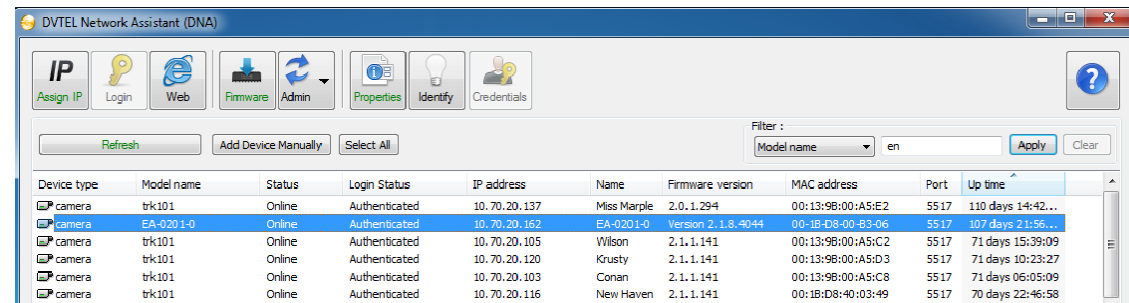 DVTEL Network Assistant (DNA)
IP
Assign IP Login Web Firmware Admin Properties Identify Credentials
Filter :
Refresh Add Device Manually Select All Model name en Apply Clear
Device type Model name Status Login Status IP address Name Firmware version MAC address Port Up time
camera trk101 Online Authenticated 10.70.20.137 Miss Marple 2.0.1.294 00:13:9B:00:A5:E2 5517 110 days 14:42...
camera EA-0201-0 Online Authenticated 10.70.20.162 EA-0201-0 Version 2.1.8.4044 00-1B-D8-00-B3-06 5517 107 days 21:56...
camera trk101 Online Authenticated 10.70.20.105 Wilson 2.1.1.141 00:13:9B:00:A5:C2 5517 71 days 15:39:09
camera trk101 Online Authenticated 10.70.20.120 Krusty 2.1.1.141 00:13:9B:00:A5:D3 5517 71 days 10:23:27
camera trk101 Online Authenticated 10.70.20.103 Conan 2.1.1.141 00:13:9B:00:A5:C8 5517 71 days 06:05:09
camera trk101 Online Authenticated 10.70.20.116 New Haven 2.1.1.141 00:1B:D8:40:03:49 5517 70 days 22:46:58